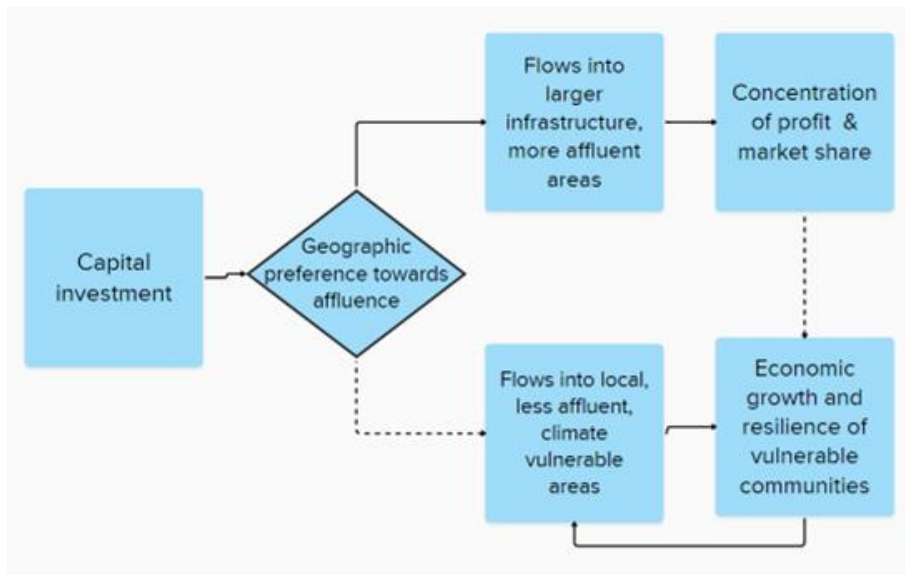 Capital
investment
Geographic
preference towards
affluence
Flows into
larger
infrastructure,
more affluent
areas
Concentration
of profit &
market share
Flows into local,
less affluent,
climate
vulnerable
areas
Economic
growth and
resilience of
vulnerable
communities